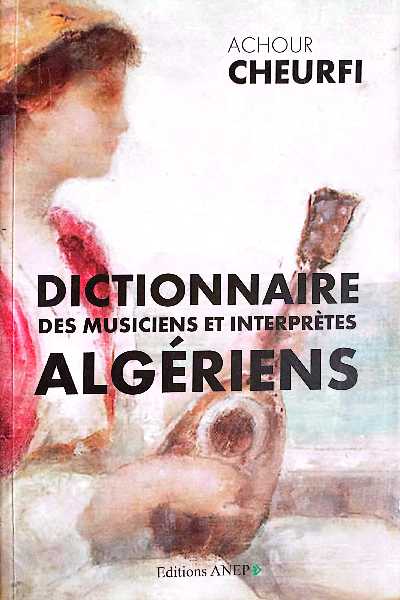 ACHOUR
CHEURFI
DICTIONNAIRE
DES MUSICIENS ET INTERPRÈTES
ALGÉRIENS
Editions ANEP